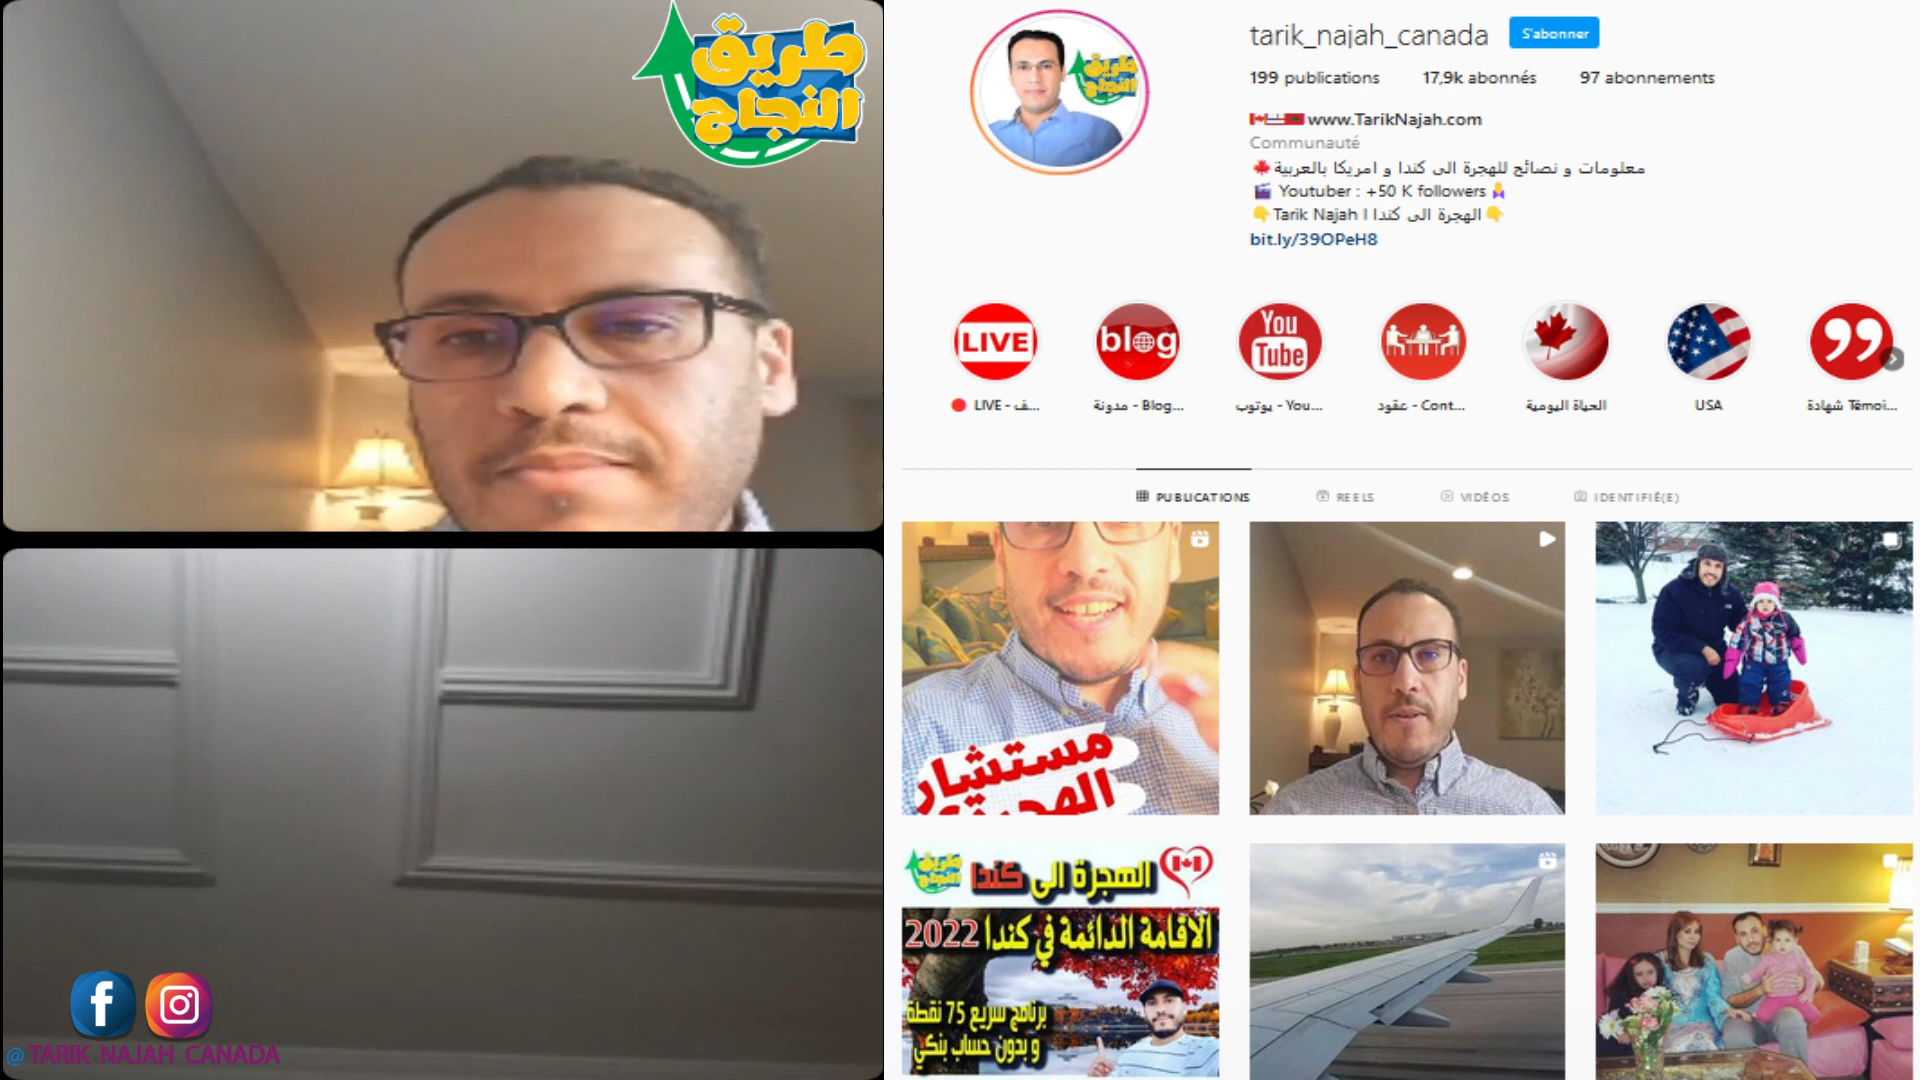 طريق
النجاح
@TARIK NAJAH CANADA
tarik_najah_canada
S'abonner
199 publications
17,9k abonnés
97 abonnements
www.TarikNajah.com
Communauté
معلومات و نصائح للهجرة الى كندا و امريكا بالعربية
Youtuber : +50 K followers
Tarik Najah I الهجرة الى كندا
bit.ly/39OPeH8
LIVE
blog
You
Tube
LIVE - ف...
مدونة - Blog...
يوتوب - You...
عقود - Cont...
الحياة اليومية
USA
شهادة Témoi...
PUBLICATIONS
REELS
VIDÉOS
IDENTIFIÉ(E)
مستشار
طريق
النجاح
الهجرة الى كندا
الاقامة الدائمة في كندا 2022
برنامج سريع 75 نقطة
و بدون حساب بنكي